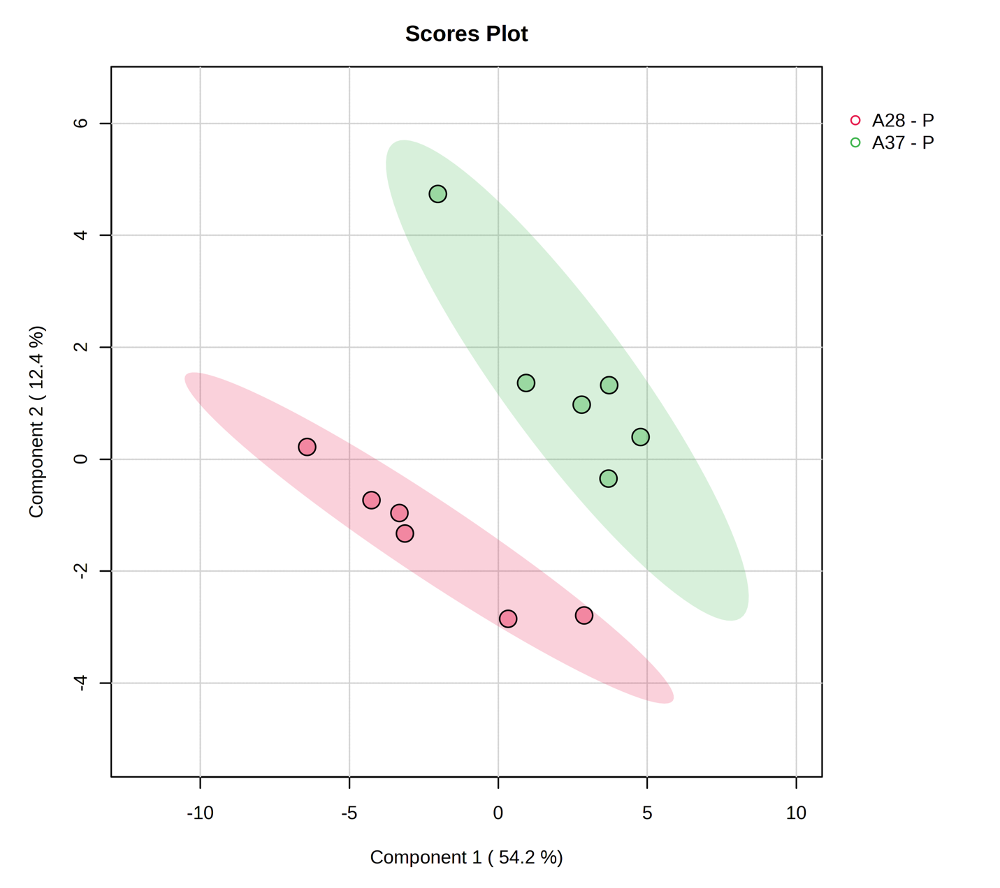 Scores Plot
A28 - P
A37 - P
Component 2 ( 12.4 %)
6
4
2
0
-2
-4
-10 -5 0 5 10
Component 1 ( 54.2 %)